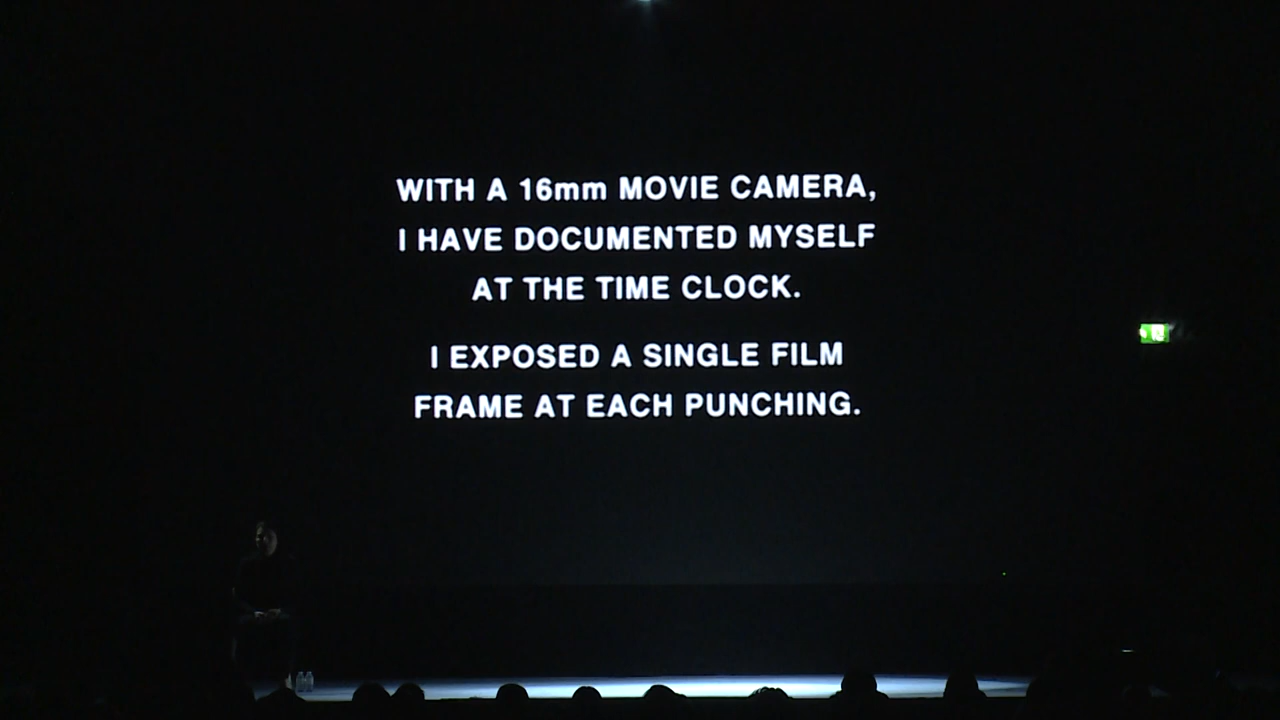 WITH A 16mm MOVIE CAMERA,
I HAVE DOCUMENTED MYSELF
AT THE TIME CLOCK.
I EXPOSED A SINGLE FILM
FRAME AT EACH PUNCHING.